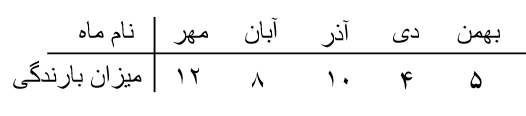 نام ماه مهر آبان آذر دی بهمن
میزان بارندگی ۱۲ ۸ ۱۰ ۴ ۵